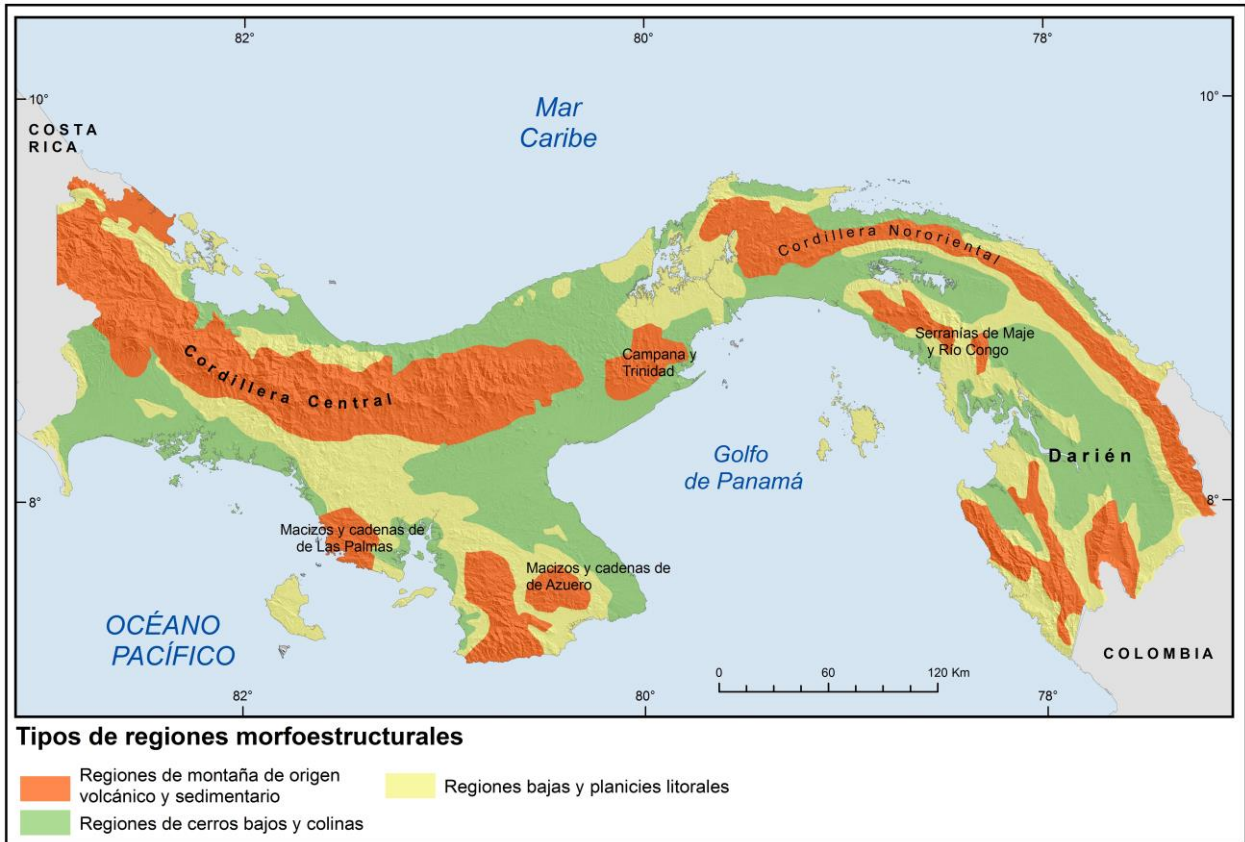 82°
80°
78°
10°
10°
COSTA
RICA
Mar
Caribe
Cordillera Nororiental
Serranías de Maje
y Río Congo
Campana y
Trinidad
Cordillera Central
Golfo
de Panamá
Darién
8°
8°
Macizos y cadenas de
de Las Palmas
Macizos y cadenas de
de Azuero
OCÉANO
PACÍFICO
COLOMBIA
0 60 120 Km
82°
80°
78°
Tipos de regiones morfoestructurales
Regiones de montaña de origen
volcánico y sedimentario
Regiones bajas y planicies litorales
Regiones de cerros bajos y colinas